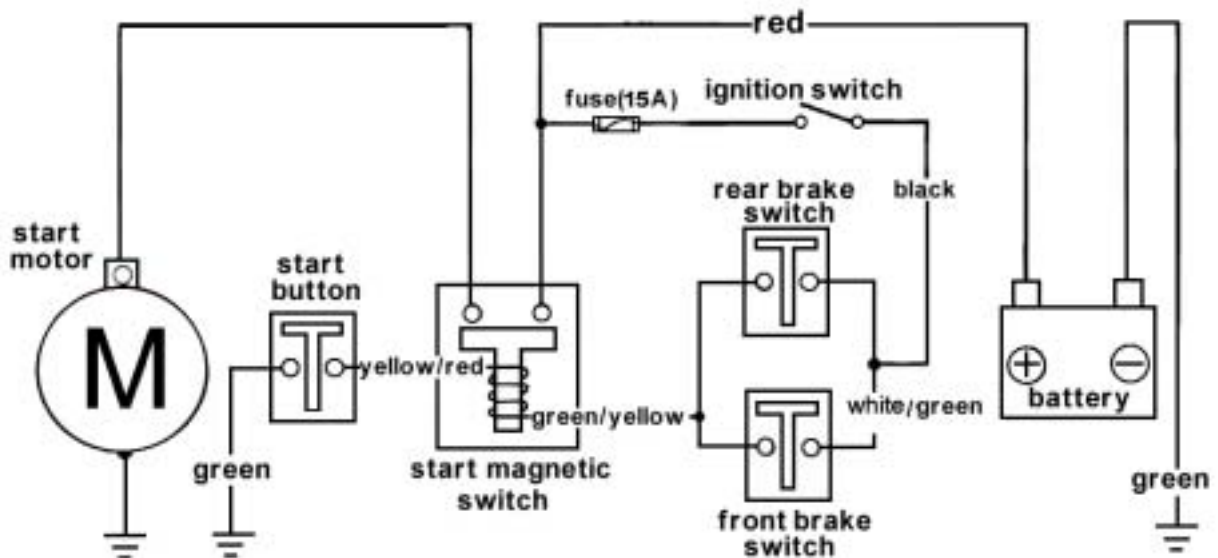 red
fuse(15A)
ignition switch
rear brake
switch
black
start
motor
start
button
M
yellow/red
green/yellow
white/green
battery
green
start magnetic
switch
front brake
switch
green